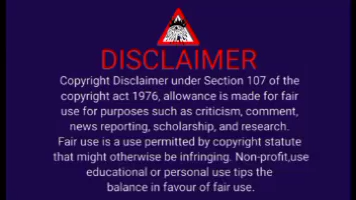 DISCLAIMER
Copyright Disclaimer under Section 107 of the
copyright act 1976, allowance is made for fair
use for purposes such as criticism, comment,
news reporting, scholarship, and research.
Fair use is a use permitted by copyright statute
that might otherwise be infringing. Non-profit,use
educational or personal use tips the
balance in favour of fair use.